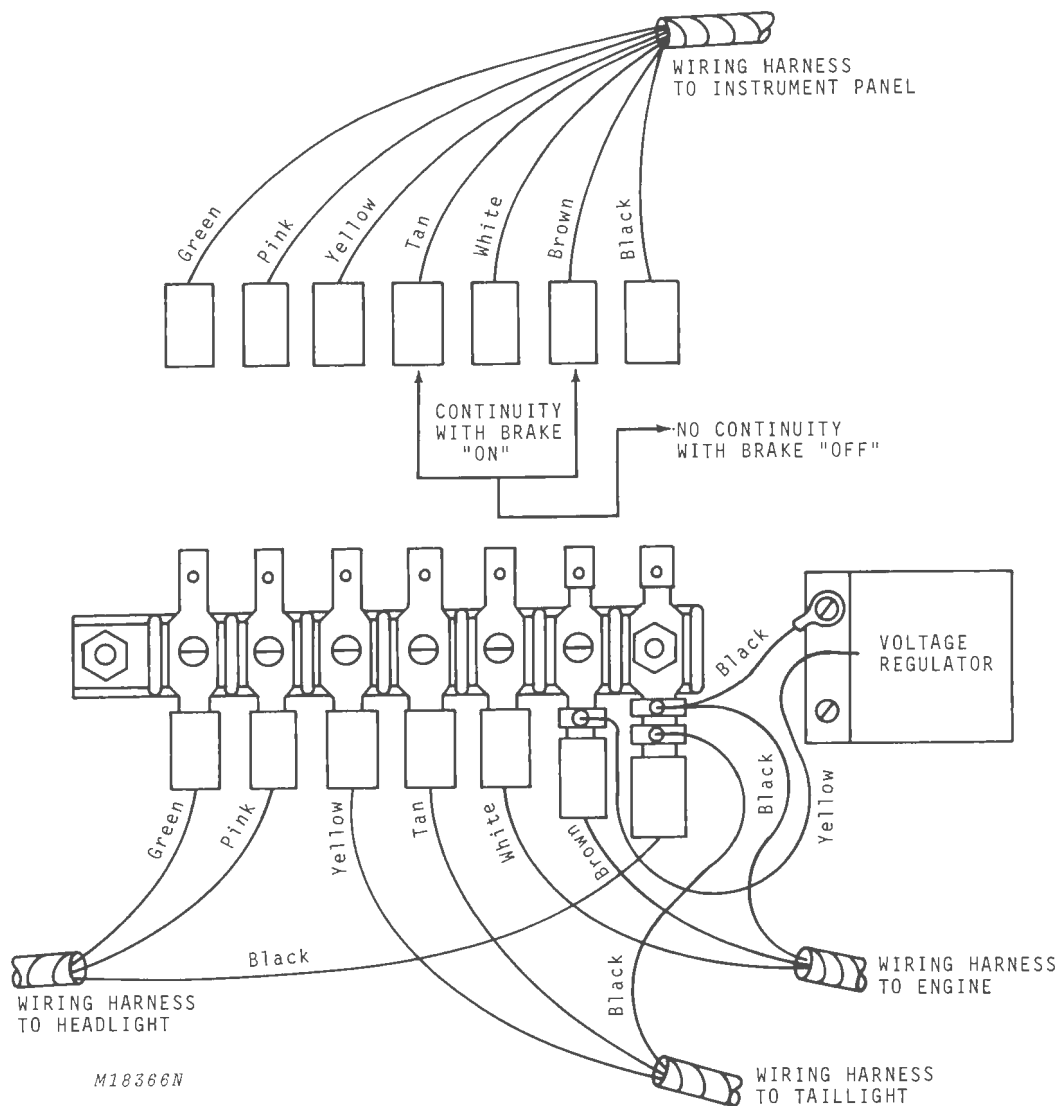 WIRING HARNESS
TO INSTRUMENT PANEL
Green
Pink
Yellow
Tan
White
Brown
Black
CONTINUITY
WITH BRAKE
"ON"
NO CONTINUITY
WITH BRAKE "OFF"
Black
VOLTAGE
REGULATOR
Green
Pink
Yellow
Tan
White
Brown
Black
Yellow
Black
Black
WIRING HARNESS
TO HEADLIGHT
WIRING HARNESS
TO ENGINE
M18366N
WIRING HARNESS
TO TAILLIGHT